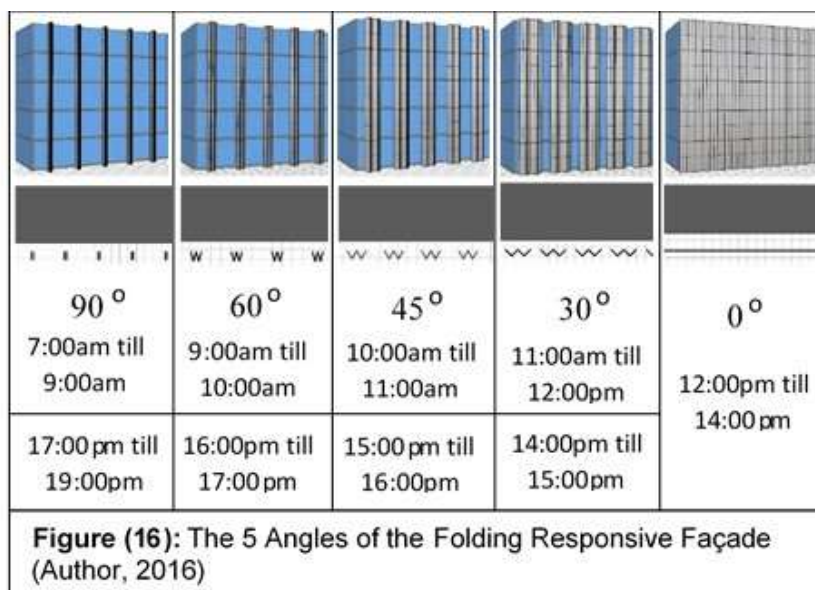 90°
7:00am till
9:00am
17:00pm till
19:00pm
60°
9:00am till
10:00am
16:00pm till
17:00pm
45°
10:00am till
11:00am
15:00pm till
16:00pm
30°
11:00am till
12:00pm
14:00pm till
15:00pm
0°
12:00pm till
14:00pm
Figure (16): The 5 Angles of the Folding Responsive Façade
(Author, 2016)